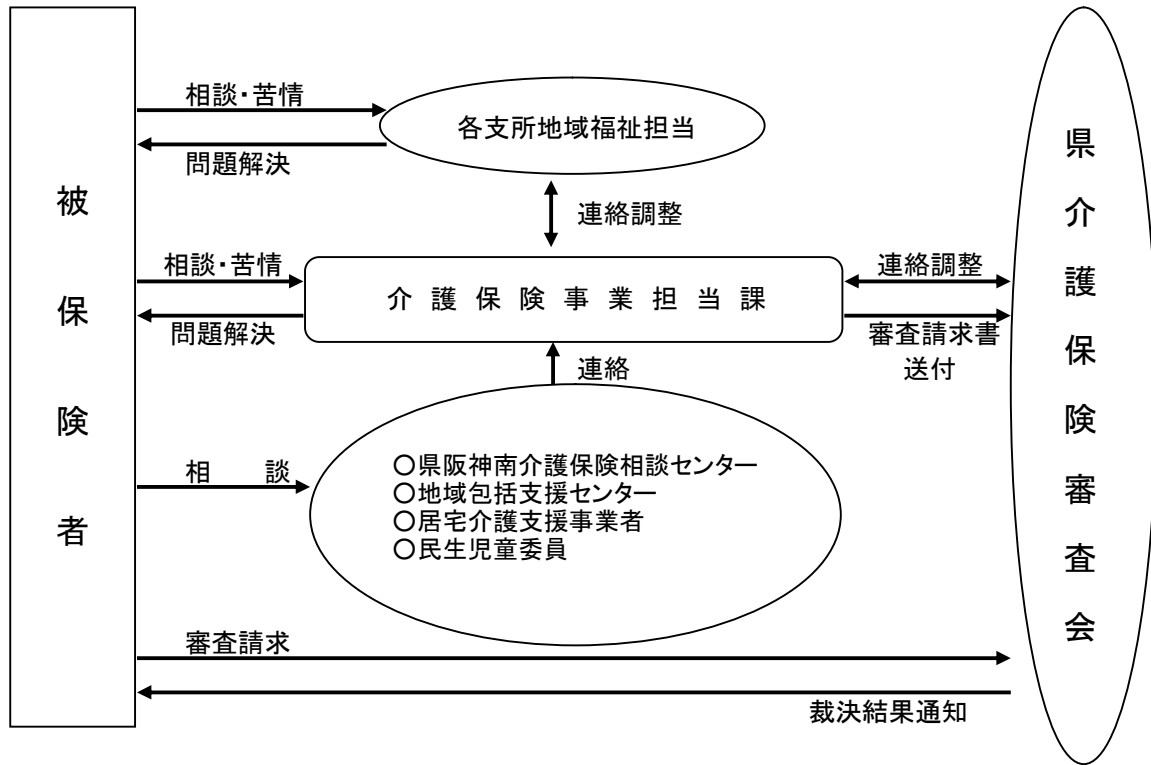 被保険者
相談・苦情
問題解決
各支所地域福祉担当
連絡調整
相談・苦情
問題解決
介護保険事業担当課
連絡調整
審査請求書
送付
連絡
相　　談
○県阪神南介護保険相談センター
○地域包括支援センター
○居宅介護支援事業者
○民生児童委員
審査請求
裁決結果通知
県介護保険審査会